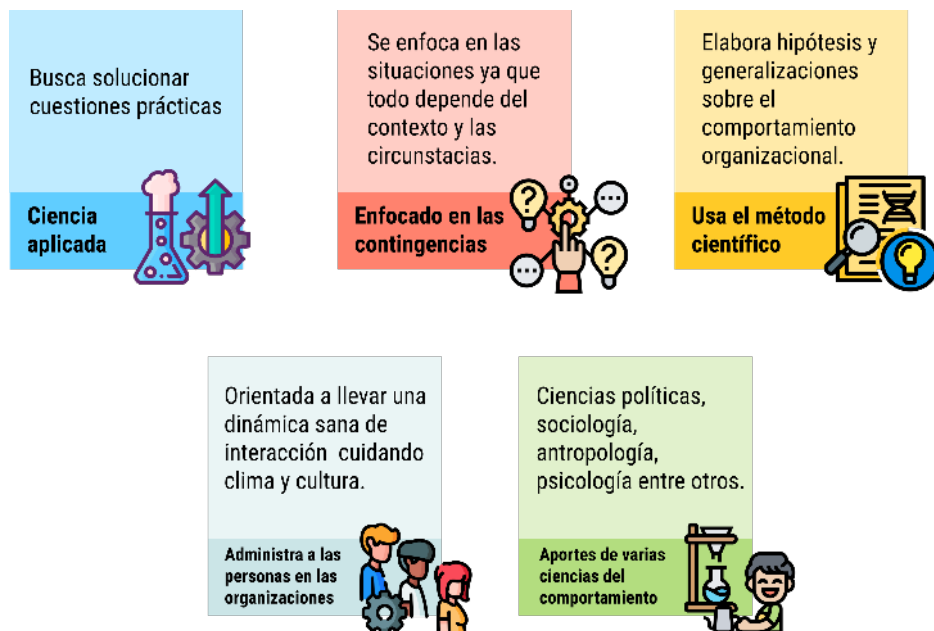 Busca solucionar
cuestiones prácticas
Ciencia
aplicada
Se enfoca en las
situaciones ya que
todo depende del
contexto y las
circunstacias.
Enfocado en las
contingencias
Elabora hipótesis y
generalizaciones
sobre el
comportamiento
organizacional.
Usa el método
científico
Orientada a llevar una
dinámica sana de
interacción cuidando
clima y cultura.
Administra a las
personas en las
organizaciones
Ciencias políticas,
sociología,
antropología,
psicología entre otros.
Aportes de varias
ciencias del
comportamiento